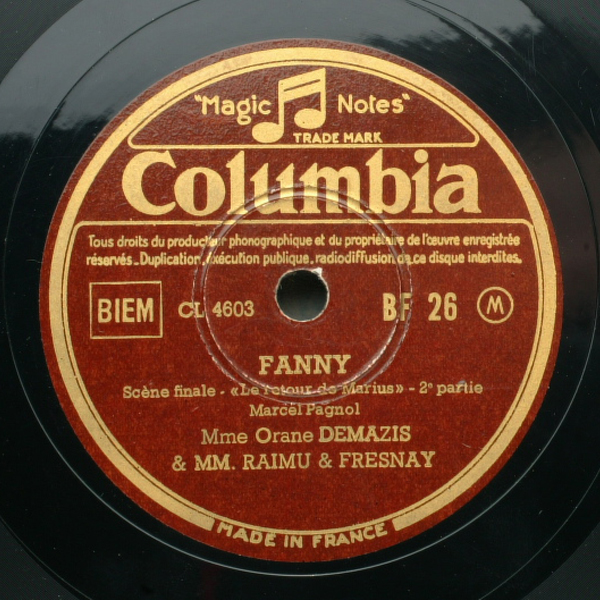 "Magic Notes"
TRADE MARK
Columbia
Tous droits du producteur phonographique et du propriétaire de l'œuvre enregistrée
réservés_Duplication, exécution publique, radiodiffusion de ce disque interdites.
BIEM CL 4603 BF 26 M
FANNY
Scène finale - «Le retour de Marius» - 2e partie
Marcel Pagnol
Mme Orane DEMAZIS
& MM. RAIMU & FRESNAY
MADE IN FRANCE